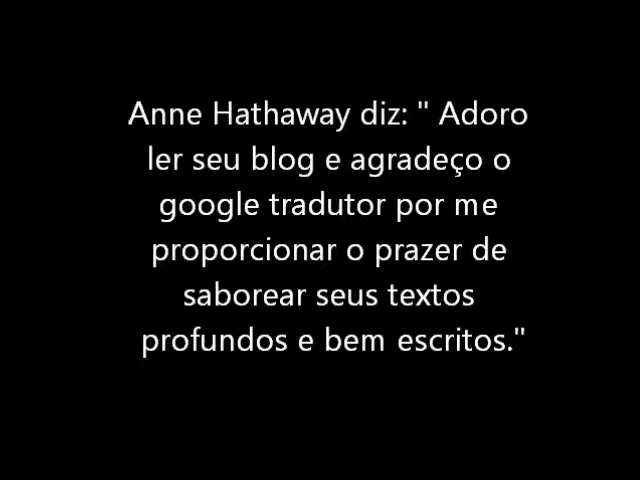 Anne Hathaway diz: " Adoro
ler seu blog e agradeço o
google tradutor por me
proporcionar o prazer de
saborear seus textos
profundos e bem escritos."